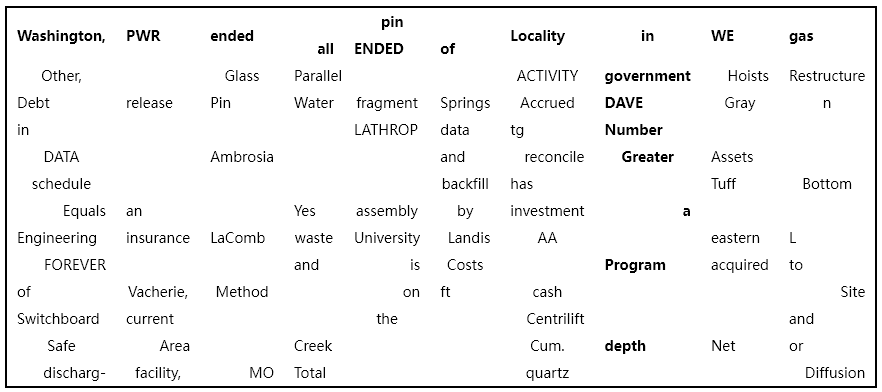 Washington, PWR ended all pin ENDED of Locality in WE gas
Other, Glass Parallel ACTIVITY government Hoists Restructure
Debt release Pin Water fragment Springs Accrued DAVE Gray n
in LATHROP data tg Number
DATA Ambrosia and reconcile Greater Assets
schedule backfill has Tuff Bottom
Equals an Yes assembly by investment a
Engineering insurance LaComb waste University Landis AA eastern L
FOREVER and is Costs Program acquired to
of Vacherie, Method on ft cash Site
Switchboard current the Centrilift and
Safe Area Creek Cum. depth Net or
discharg- facility, MO Total quartz Diffusion